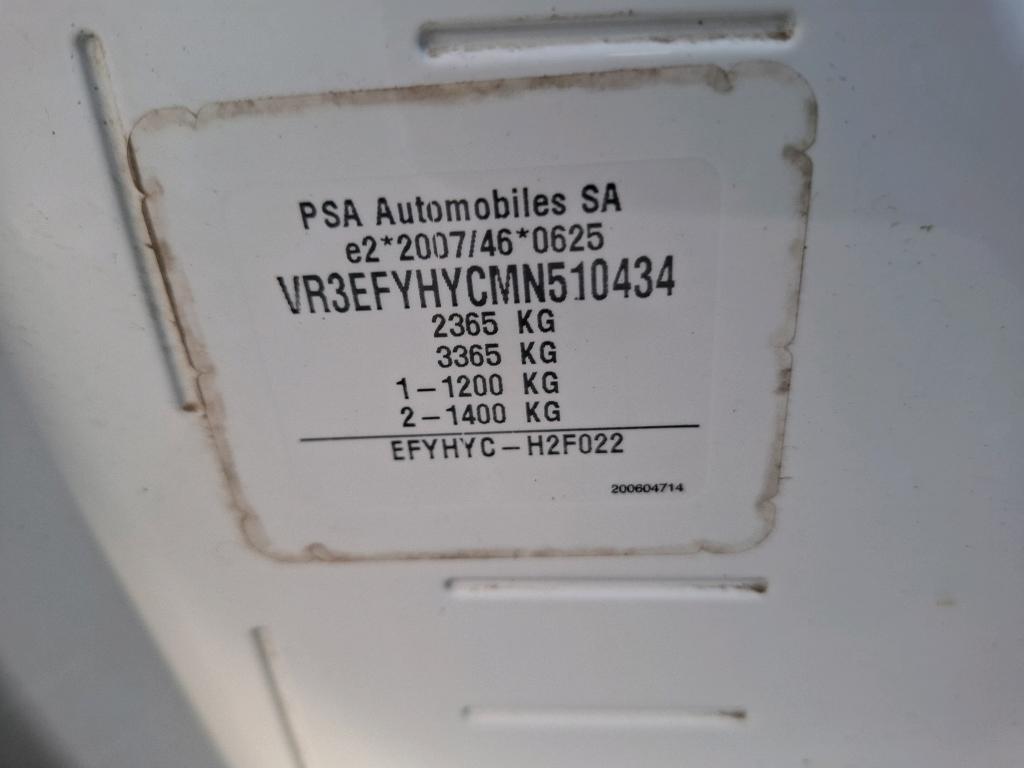 PSA Automobiles SA
e2*2007/46*0625
VR3EFYHYCMN510434
2365 KG
3365 KG
1-1200 KG
2-1400 KG
EFYHYC-H2F022
200604714